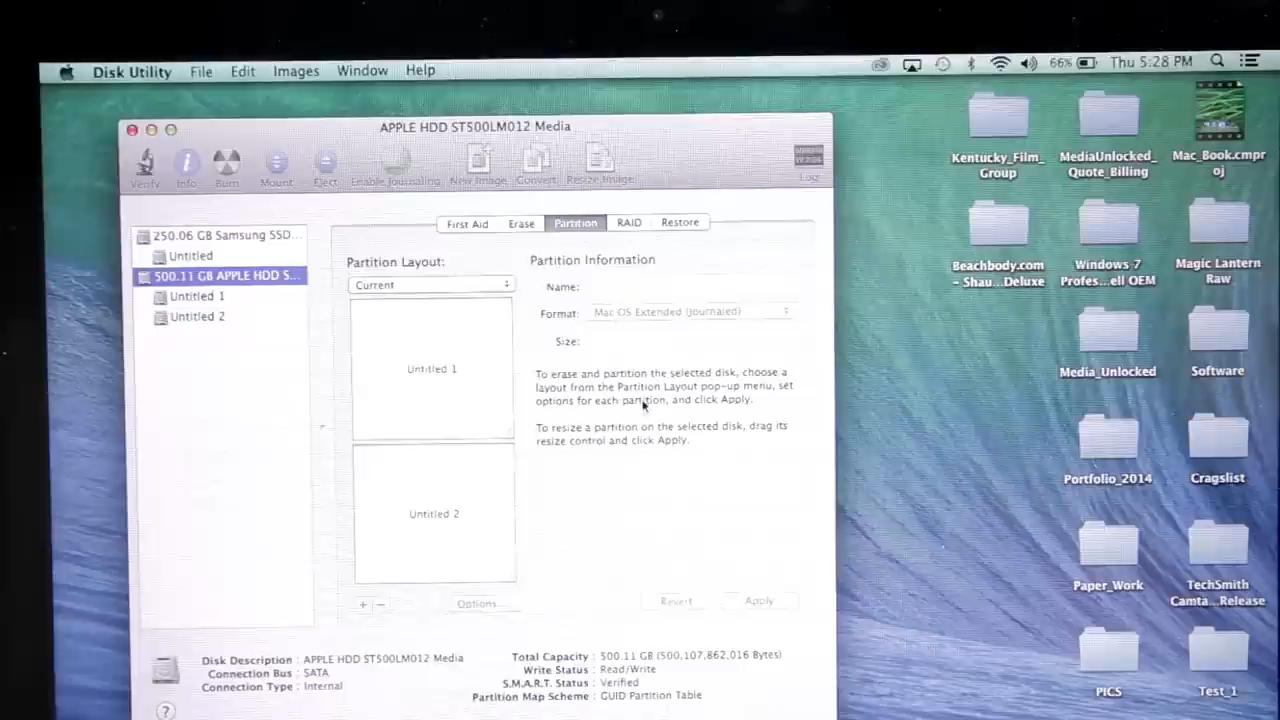 Disk Utility File Edit Images Window Help
66% Thu 5:28 PM
APPLE HDD ST500LM012 Media
Verify Info Burn Mount Eject Enable Journaling New Image Convert Resize Image Log
First Aid Erase Partition RAID Restore
250.06 GB Samsung SSD...
Untitled
500.11 GB APPLE HDD S...
Untitled 1
Untitled 2
Partition Layout:
Current
Untitled 1
Untitled 2
+ −
Options...
Partition Information
Name:
Format: Mac OS Extended (Journaled)
Size:
To erase and partition the selected disk, choose a
layout from the Partition Layout pop-up menu, set
options for each partition, and click Apply.
To resize a partition on the selected disk, drag its
resize control and click Apply.
Revert Apply
Disk Description : APPLE HDD ST500LM012 Media
Connection Bus : SATA
Connection Type : Internal
Total Capacity : 500.11 GB (500,107,862,016 Bytes)
Write Status : Read/Write
S.M.A.R.T. Status : Verified
Partition Map Scheme : GUID Partition Table
?
Kentucky_Film_
Group
MediaUnlocked_
Quote_Billing
Mac_Book.cmpr
oj
Beachbody.com
- Shau...Deluxe
Windows 7
Profes...ell OEM
Magic Lantern
Raw
Media_Unlocked
Software
Portfolio_2014
Cragslist
Paper_Work
TechSmith
Camta...Release
PICS
Test_1